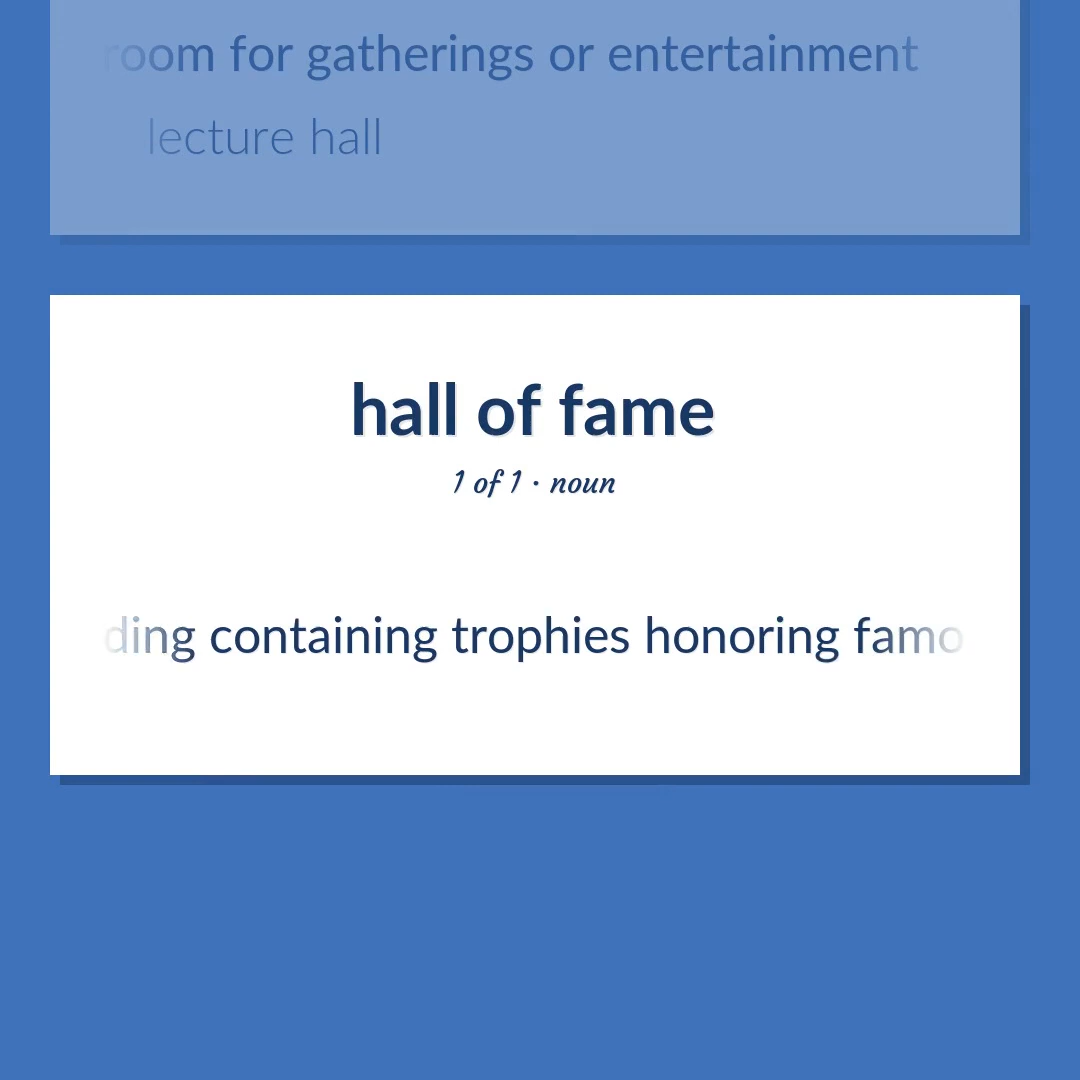 room for gatherings or entertainment
lecture hall
hall of fame
1 of 1 · noun
ding containing trophies honoring famo